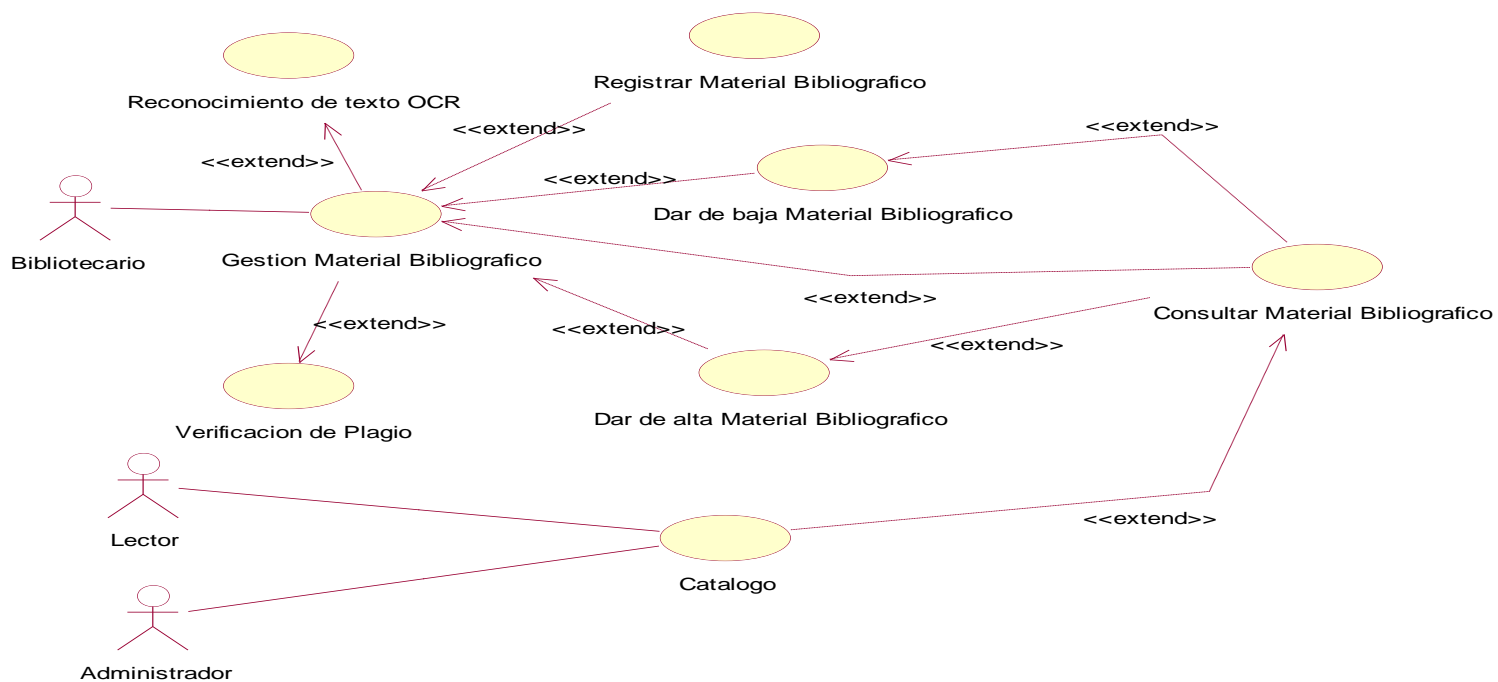 Reconocimiento de texto OCR
Registrar Material Bibliografico
<<extend>>
<<extend>>
<<extend>>
<<extend>>
Dar de baja Material Bibliografico
Bibliotecario
Gestion Material Bibliografico
<<extend>>
Consultar Material Bibliografico
<<extend>>
<<extend>>
<<extend>>
Dar de alta Material Bibliografico
Verificacion de Plagio
<<extend>>
Lector
Catalogo
Administrador